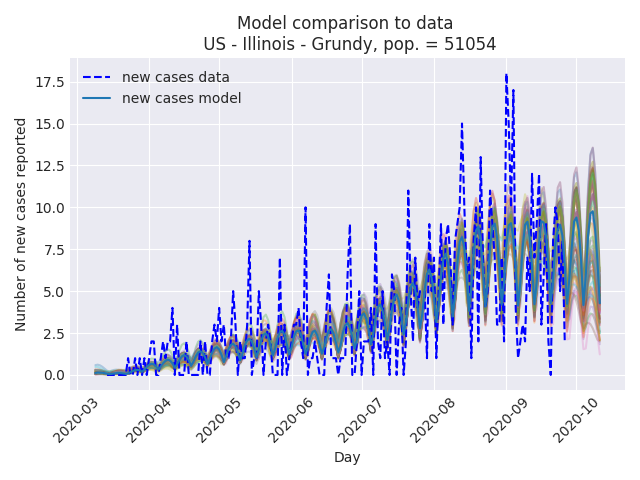 Model comparison to data
US - Illinois - Grundy, pop. = 51054
new cases data
new cases model
Number of new cases reported
17.5
15.0
12.5
10.0
7.5
5.0
2.5
0.0
2020-03
2020-04
2020-05
2020-06
2020-07
2020-08
2020-09
2020-10
Day